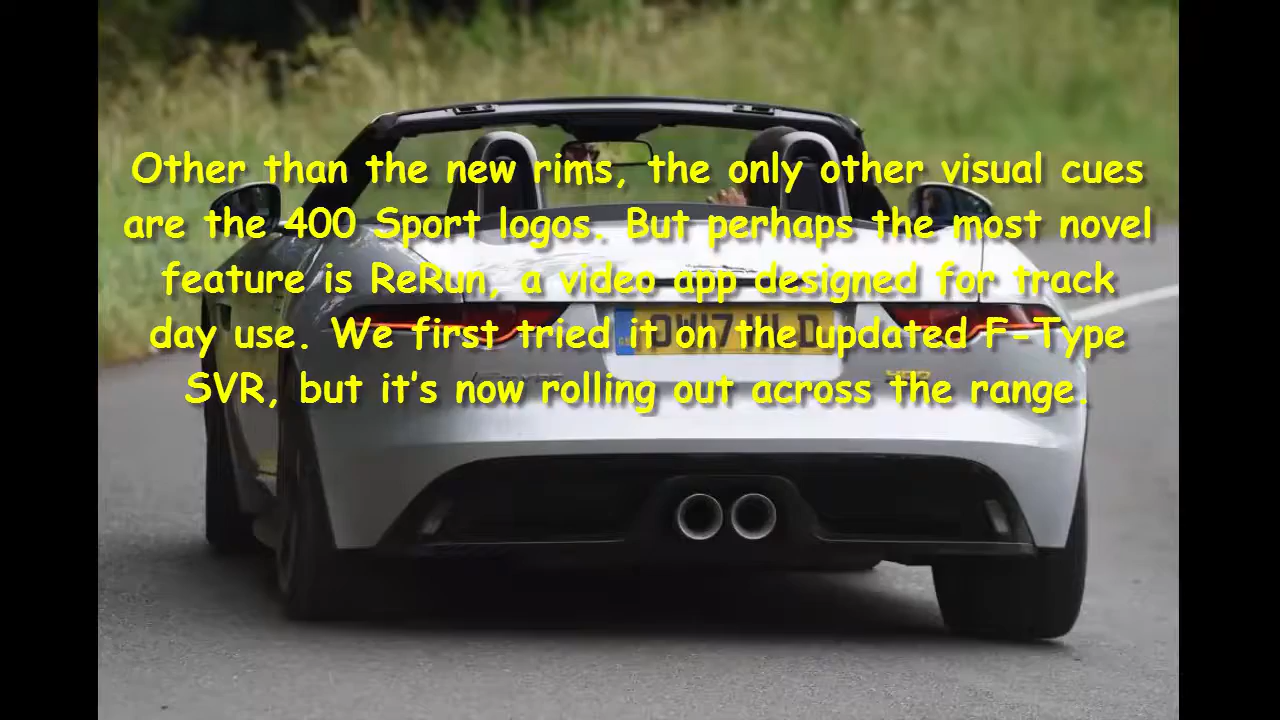 Other than the new rims, the only other visual cues
are the 400 Sport logos. But perhaps the most novel
feature is ReRun, a video app designed for track
day use. We first tried it on the updated F-Type
SVR, but it's now rolling out across the range.
400